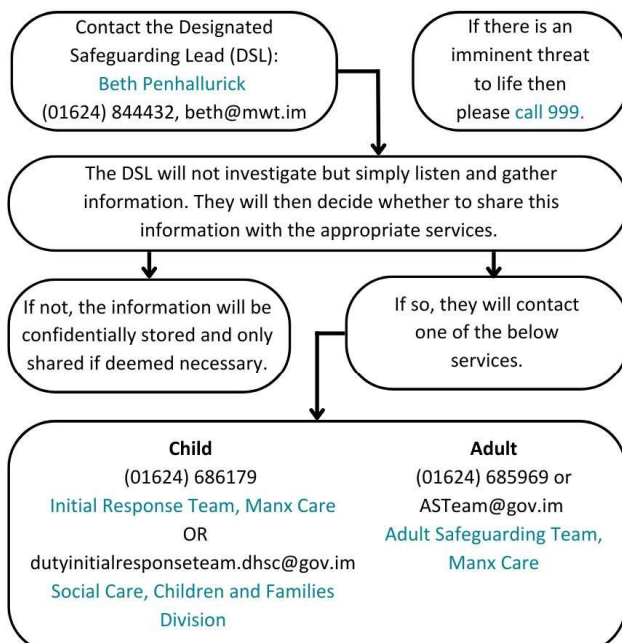 Contact the Designated
Safeguarding Lead (DSL):
Beth Penhallurick
(01624) 844432, beth@mwt.im
If there is an
imminent threat
to life then
please call 999.
The DSL will not investigate but simply listen and gather
information. They will then decide whether to share this
information with the appropriate services.
If not, the information will be
confidentially stored and only
shared if deemed necessary.
If so, they will contact
one of the below
services.
Child
(01624) 686179
Initial Response Team, Manx Care
OR
dutyinitialresponseteam.dhsc@gov.im
Social Care, Children and Families
Division
Adult
(01624) 685969 or
ASTeam@gov.im
Adult Safeguarding Team,
Manx Care